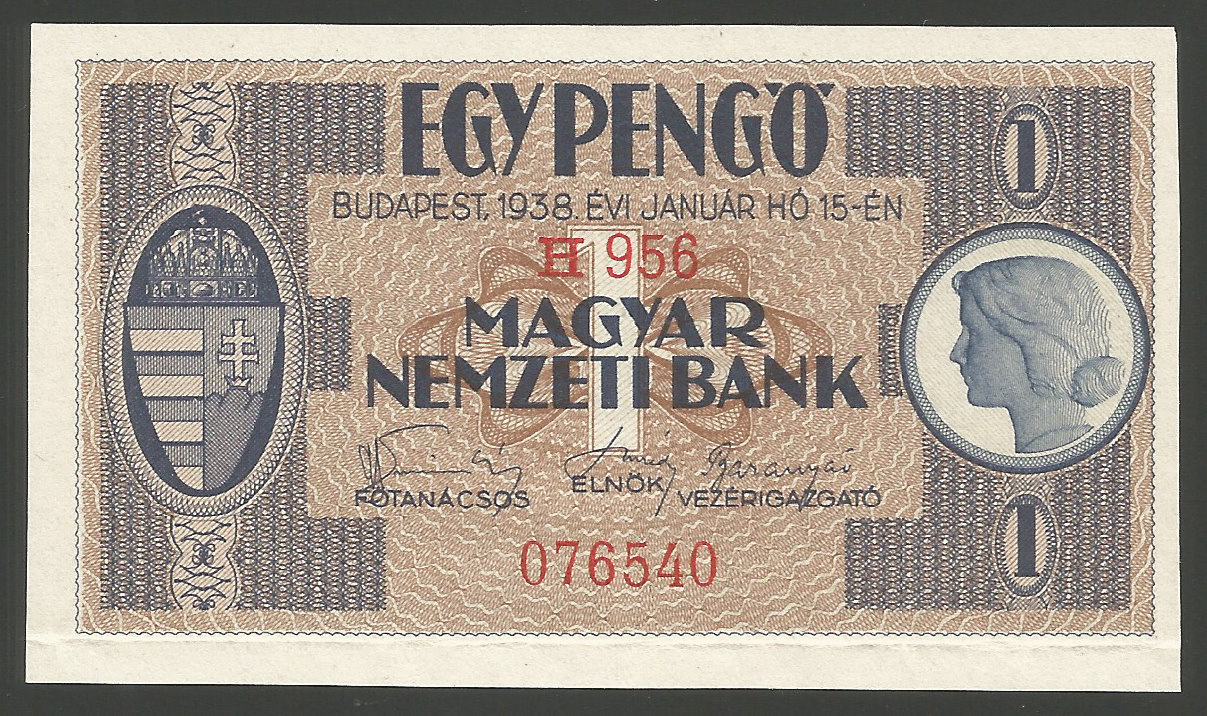 EGY PENGŐ
1
BUDAPEST, 1938. ÉVI JANUÁR HÓ 15-ÉN
H 956
1
MAGYAR
NEMZETI BANK
FŐTANÁCSOS ELNÖK VEZÉRIGAZGATÓ
1
076540